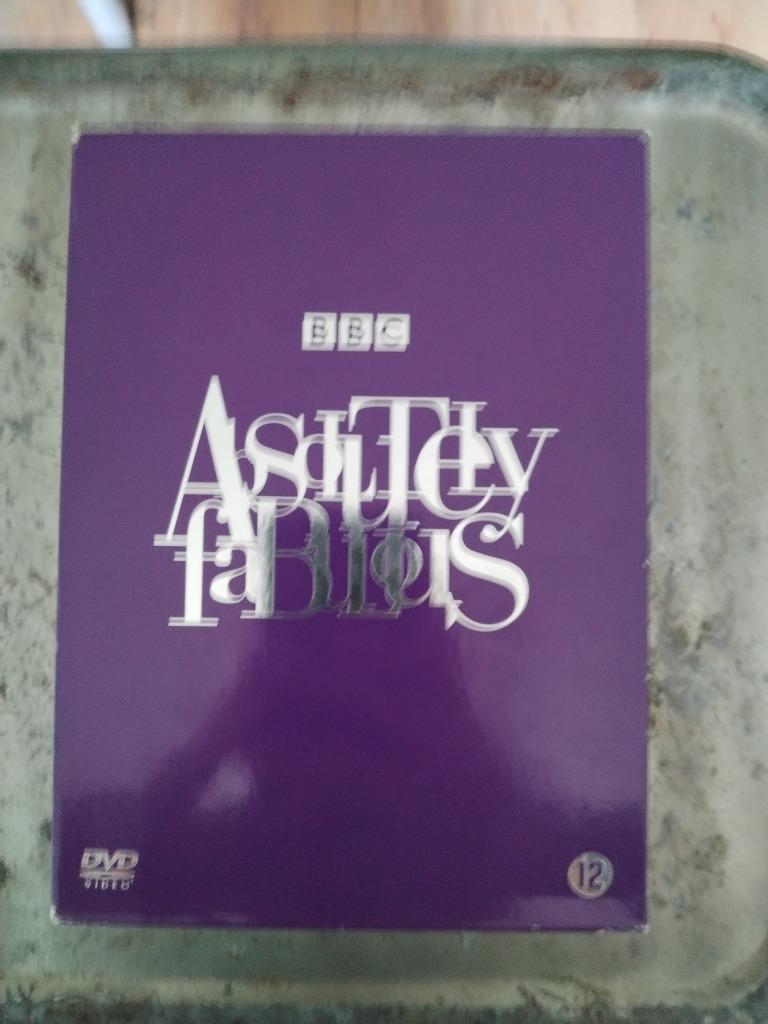 BBC
Absolutely
fabulous
DVD
VIDEO
12